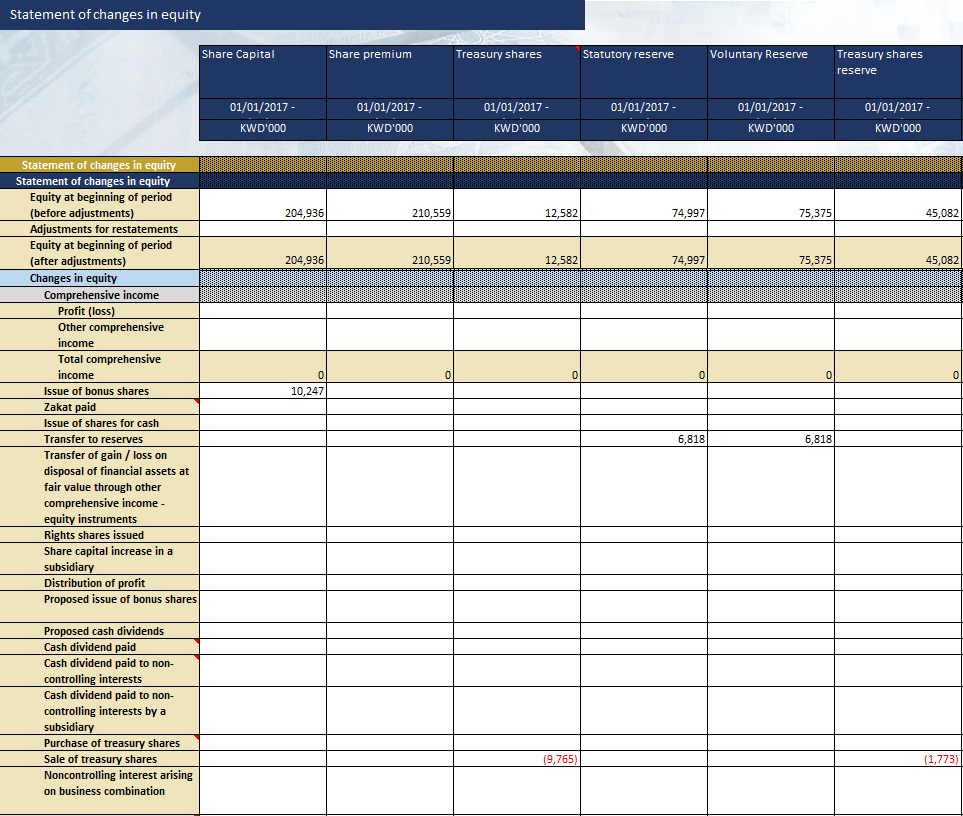 Statement of changes in equity
Share Capital Share premium Treasury shares Statutory reserve Voluntary Reserve Treasury shares
reserve
01/01/2017 - 01/01/2017 - 01/01/2017 - 01/01/2017 - 01/01/2017 - 01/01/2017 -
KWD'000 KWD'000 KWD'000 KWD'000 KWD'000 KWD'000
Statement of changes in equity
Statement of changes in equity
Equity at beginning of period
(before adjustments) 204,936 210,559 12,582 74,997 75,375 45,082
Adjustments for restatements
Equity at beginning of period
(after adjustments) 204,936 210,559 12,582 74,997 75,375 45,082
Changes in equity
Comprehensive income
Profit (loss)
Other comprehensive
income
Total comprehensive
income 0 0 0 0 0 0
Issue of bonus shares 10,247
Zakat paid
Issue of shares for cash
Transfer to reserves 6,818 6,818
Transfer of gain / loss on
disposal of financial assets at
fair value through other
comprehensive income -
equity instruments
Rights shares issued
Share capital increase in a
subsidiary
Distribution of profit
Proposed issue of bonus shares
Proposed cash dividends
Cash dividend paid
Cash dividend paid to non-
controlling interests
Cash dividend paid to non-
controlling interests by a
subsidiary
Purchase of treasury shares
Sale of treasury shares (9,765) (1,773)
Noncontrolling interest arising
on business combination